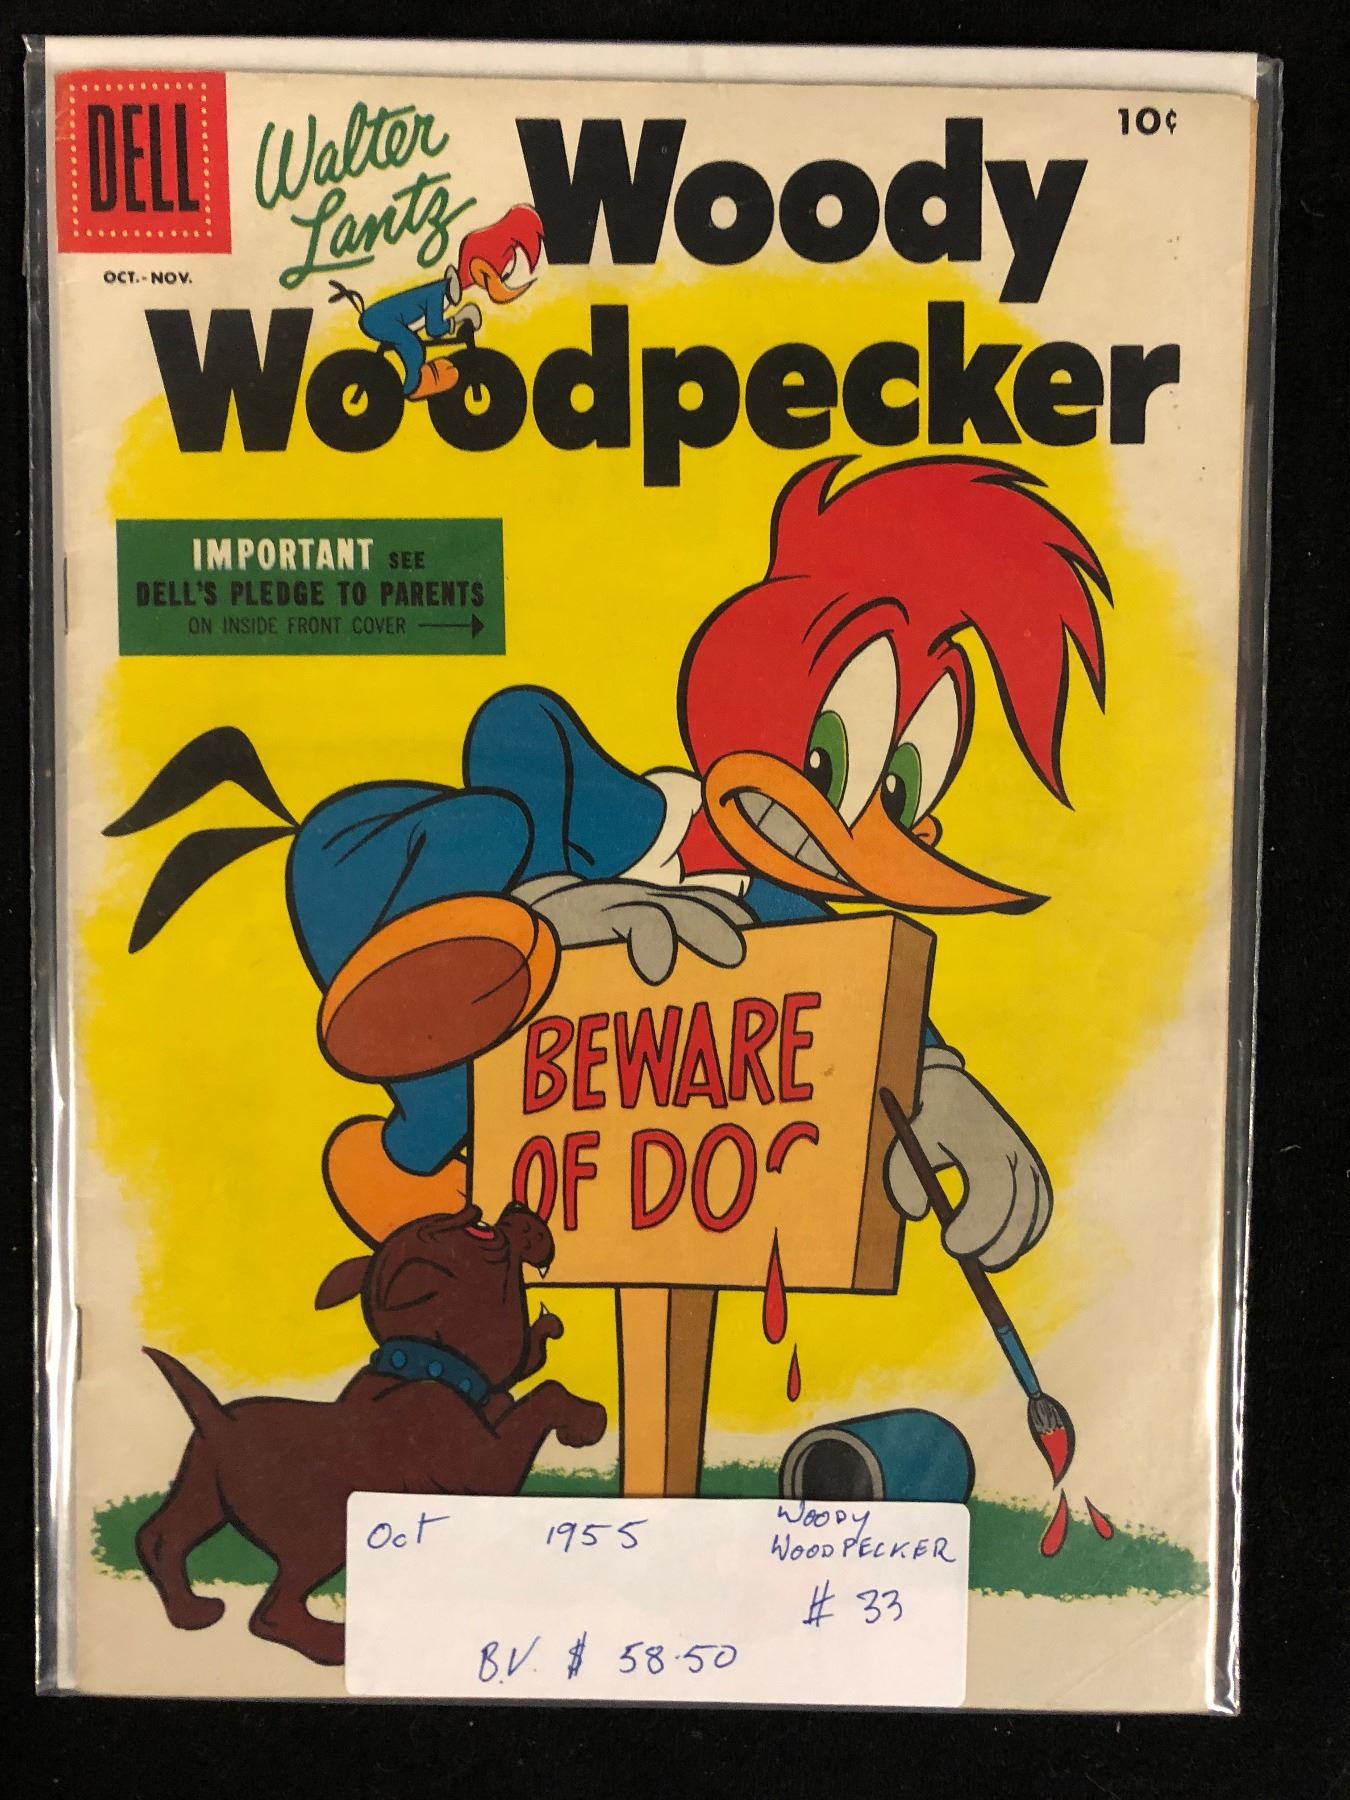 DELL
Walter
Lantz
Woody
10¢
OCT.-NOV.
Woodpecker
IMPORTANT SEE
DELL'S PLEDGE TO PARENTS
ON INSIDE FRONT COVER
BEWARE
OF DO
Oct 1955 WOODY
WOODPECKER
# 33
B.V. $ 58.50